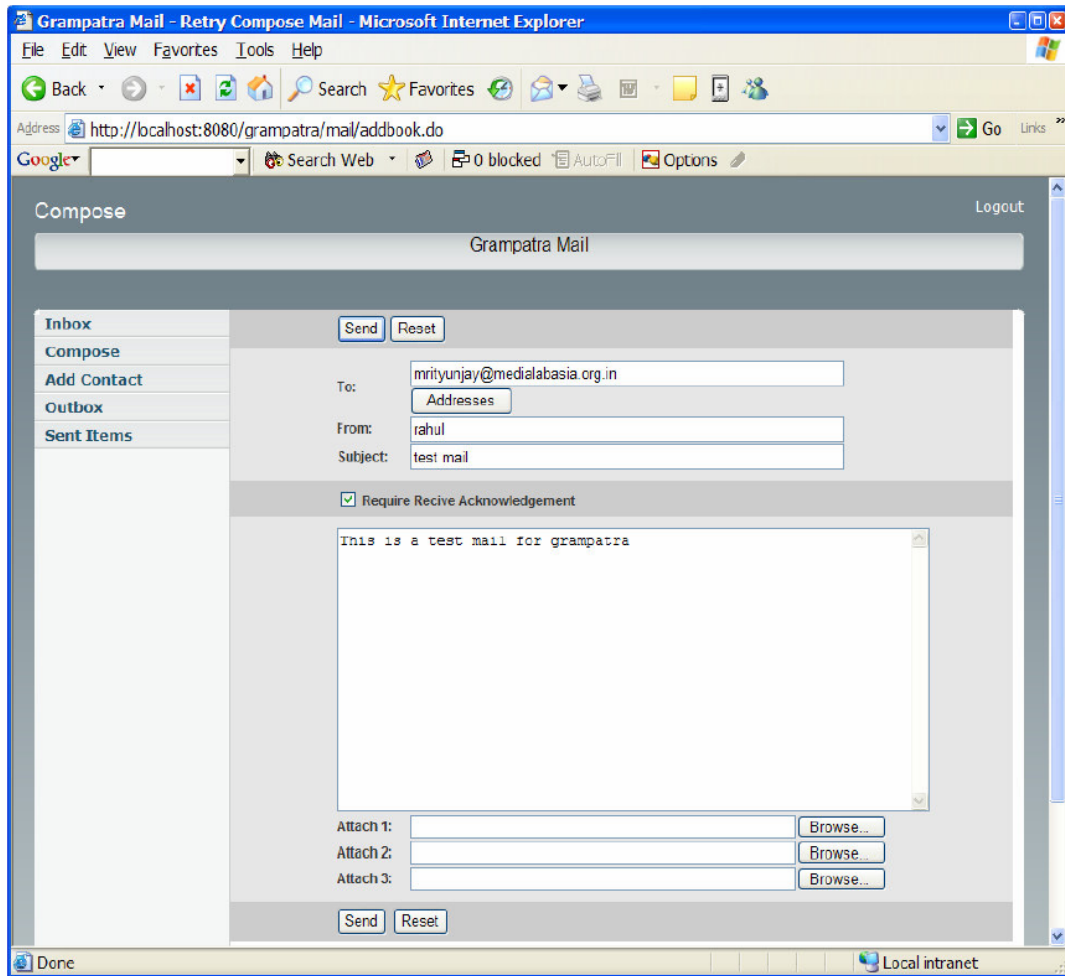 Grampatra Mail - Retry Compose Mail - Microsoft Internet Explorer
File Edit View Favorites Tools Help
Back Search Favorites
Address http://localhost:8080/grampatra/mail/addbook.do Go Links »
Google Search Web 0 blocked AutoFill Options
Compose Logout
Grampatra Mail
Inbox
Compose
Add Contact
Outbox
Sent Items
Send Reset
To: mrityunjay@medialabasia.org.in
Addresses
From: rahul
Subject: test mail
Require Recive Acknowledgement
This is a test mail for grampatra
Attach 1: Browse...
Attach 2: Browse...
Attach 3: Browse...
Send Reset
Done Local intranet